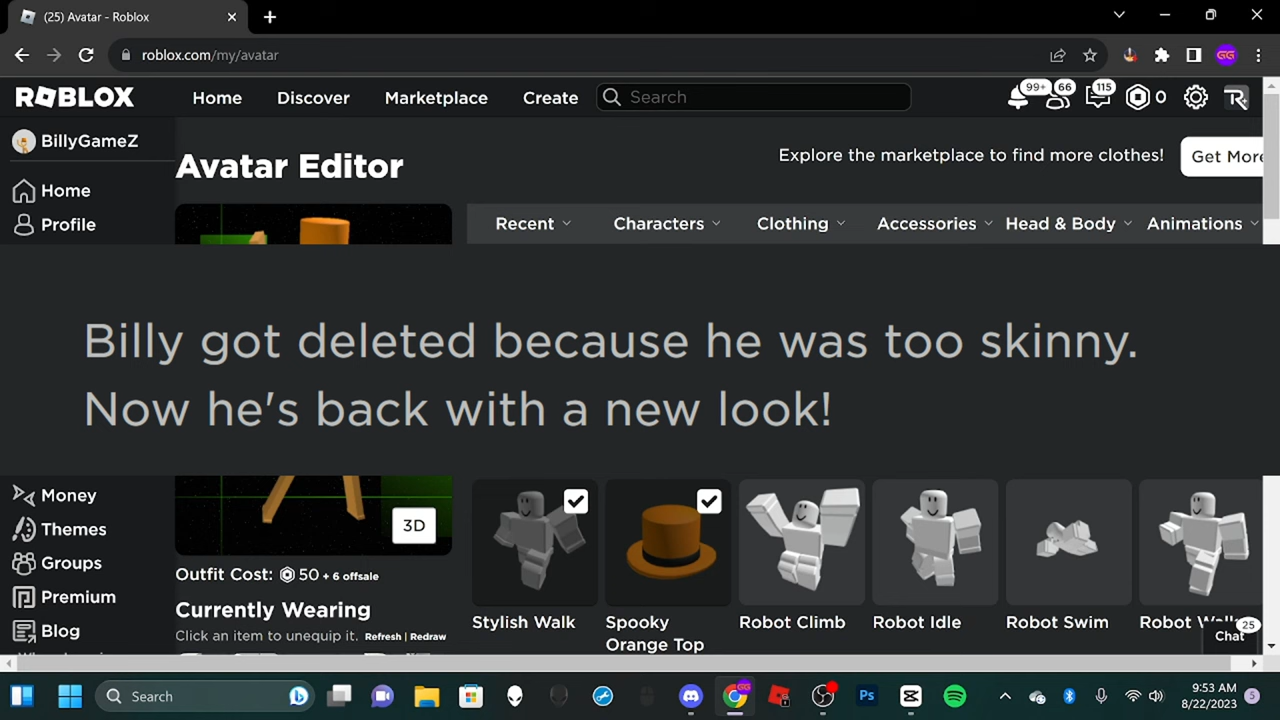 (25) Avatar - Roblox
roblox.com/my/avatar
GG
ROBLOX
Home
Discover
Marketplace
Create
Search
99+
66
115
0
BillyGameZ
Home
Profile
Avatar Editor
Explore the marketplace to find more clothes!
Get More
Recent
Characters
Clothing
Accessories
Head & Body
Animations
Billy got deleted because he was too skinny.
Now he's back with a new look!
Money
Themes
Groups
Premium
Blog
3D
Outfit Cost: 50 + 6 offsale
Currently Wearing
Click an item to unequip it. Refresh | Redraw
Stylish Walk
Spooky
Orange Top
Robot Climb
Robot Idle
Robot Swim
Robot
Chat
25
Search
Ps
9:53 AM
8/22/2023
5